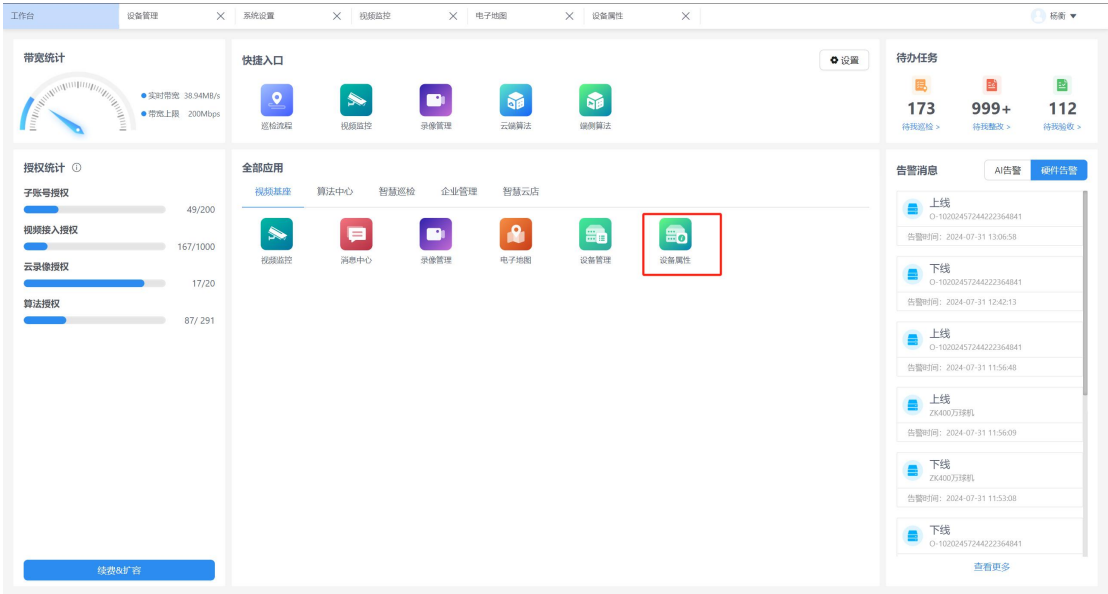 工作台
设备管理
系统设置
视频监控
电子地图
设备属性
杨衡
带宽统计
实时带宽 38.94MB/s
带宽上限 200Mbps
快捷入口
设置
巡检流程
视频监控
录像管理
云端算法
端侧算法
待办任务
173
999+
112
待我巡检 >
待我整改 >
待我验收 >
授权统计
子账号授权
49/200
视频接入授权
167/1000
云录像授权
17/20
算法授权
87/ 291
续费&扩容
全部应用
视频基座
算法中心
智慧巡检
企业管理
智慧云店
视频监控
消息中心
录像管理
电子地图
设备管理
设备属性
告警消息
AI告警
硬件告警
上线
O-10202457244222364841
告警时间: 2024-07-31 13:06:58
下线
O-10202457244222364841
告警时间: 2024-07-31 12:42:13
上线
O-10202457244222364841
告警时间: 2024-07-31 11:56:48
上线
ZK400万球机
告警时间: 2024-07-31 11:56:09
下线
ZK400万球机
告警时间: 2024-07-31 11:53:08
下线
O-10202457244222364841
查看更多